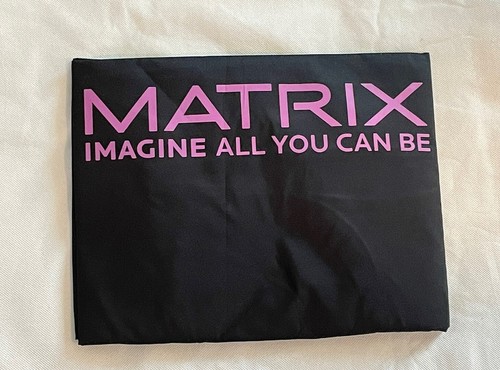 MATRIX
IMAGINE ALL YOU CAN BE